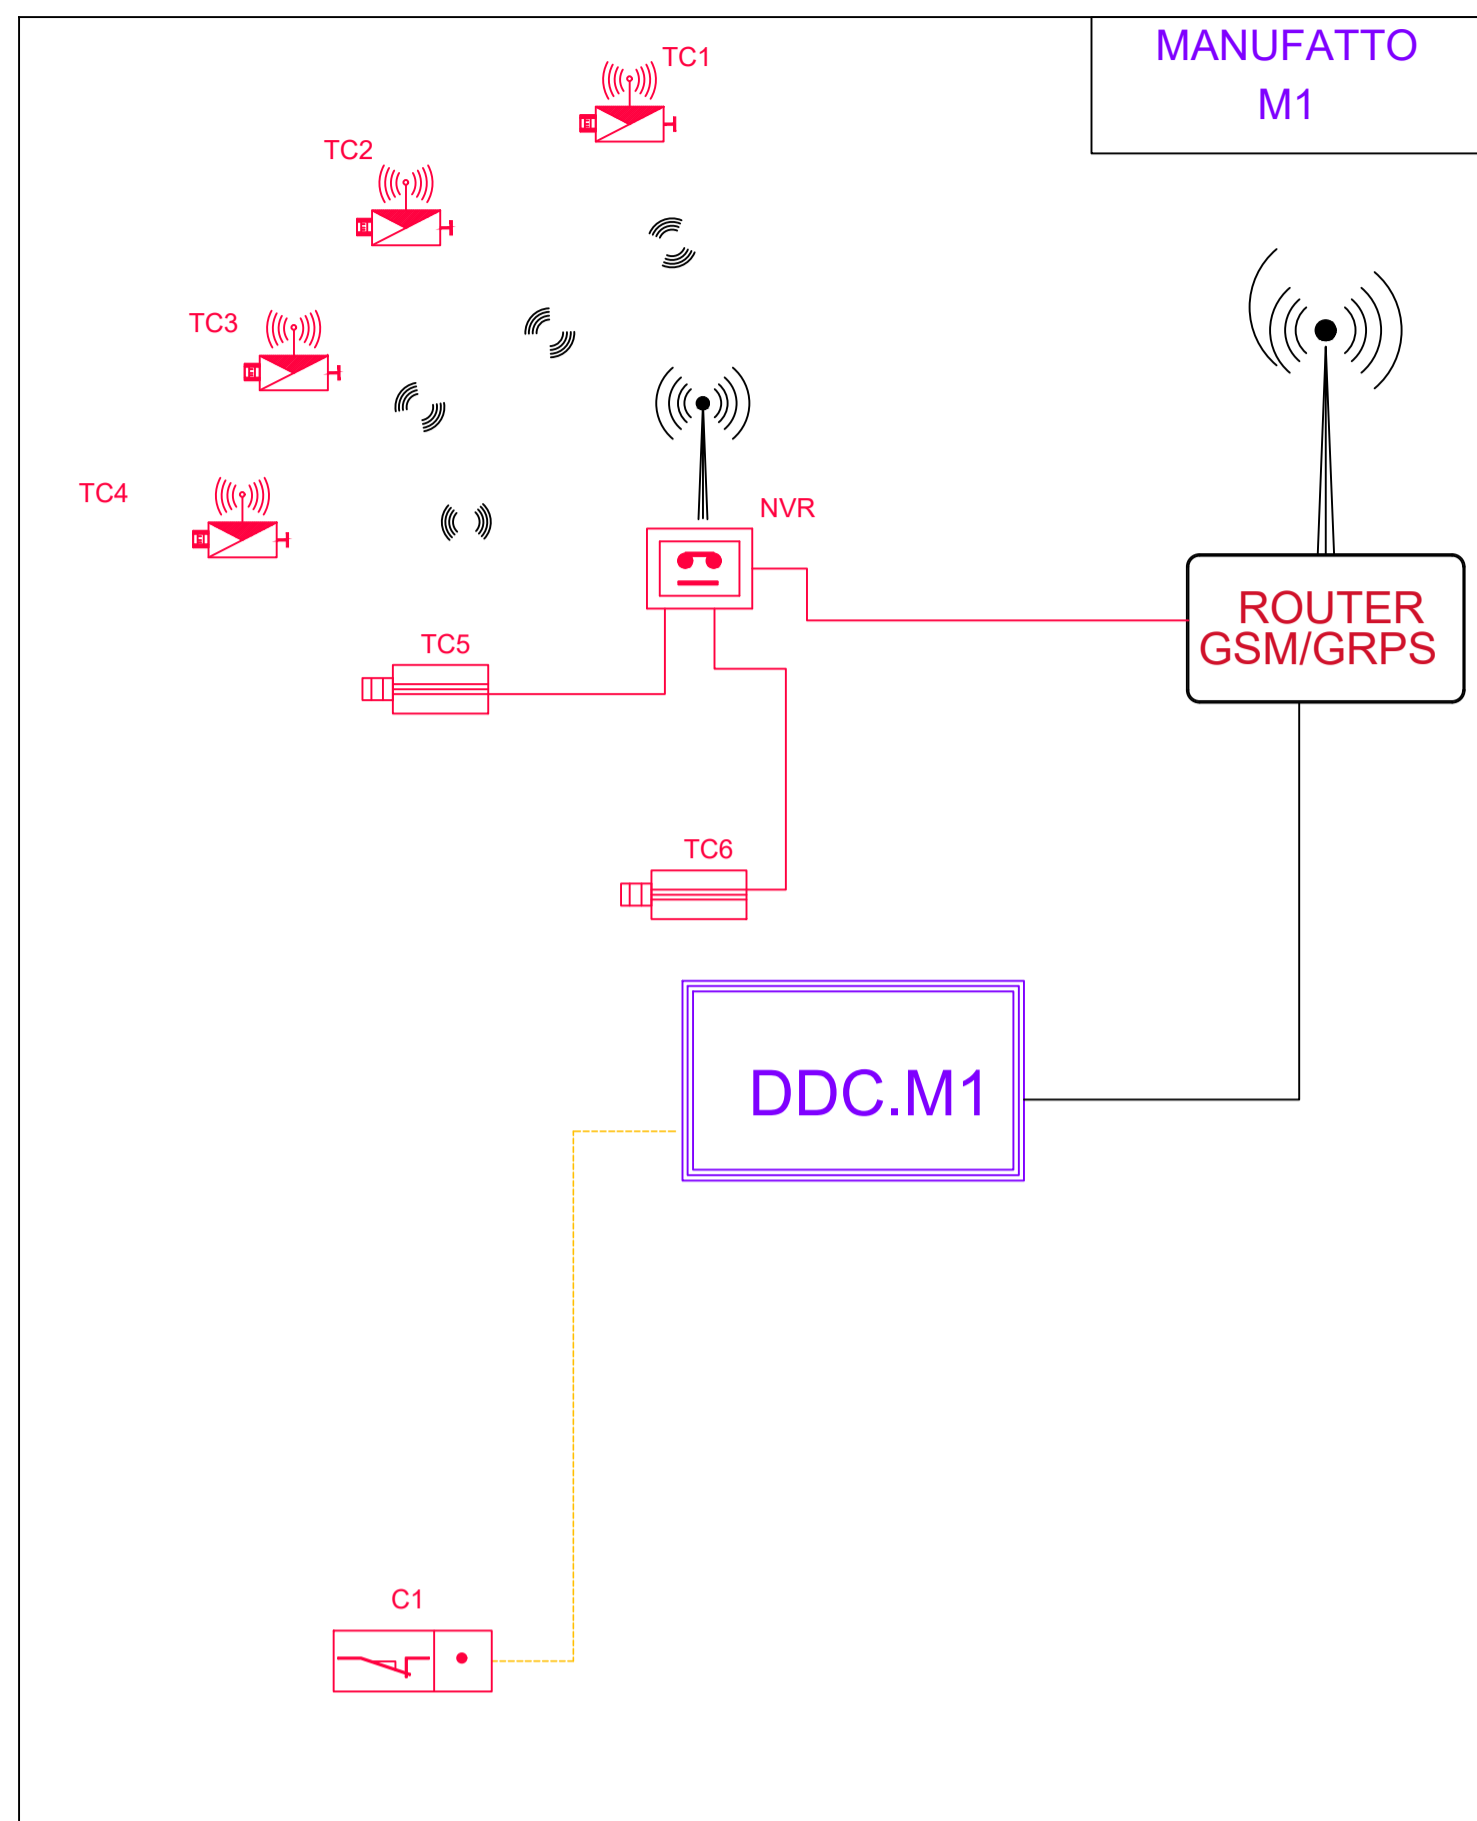 MANUFATTO
M1
TC1
TC2
TC3
TC4
NVR
ROUTER
GSM/GRPS
TC5
TC6
DDC.M1
C1